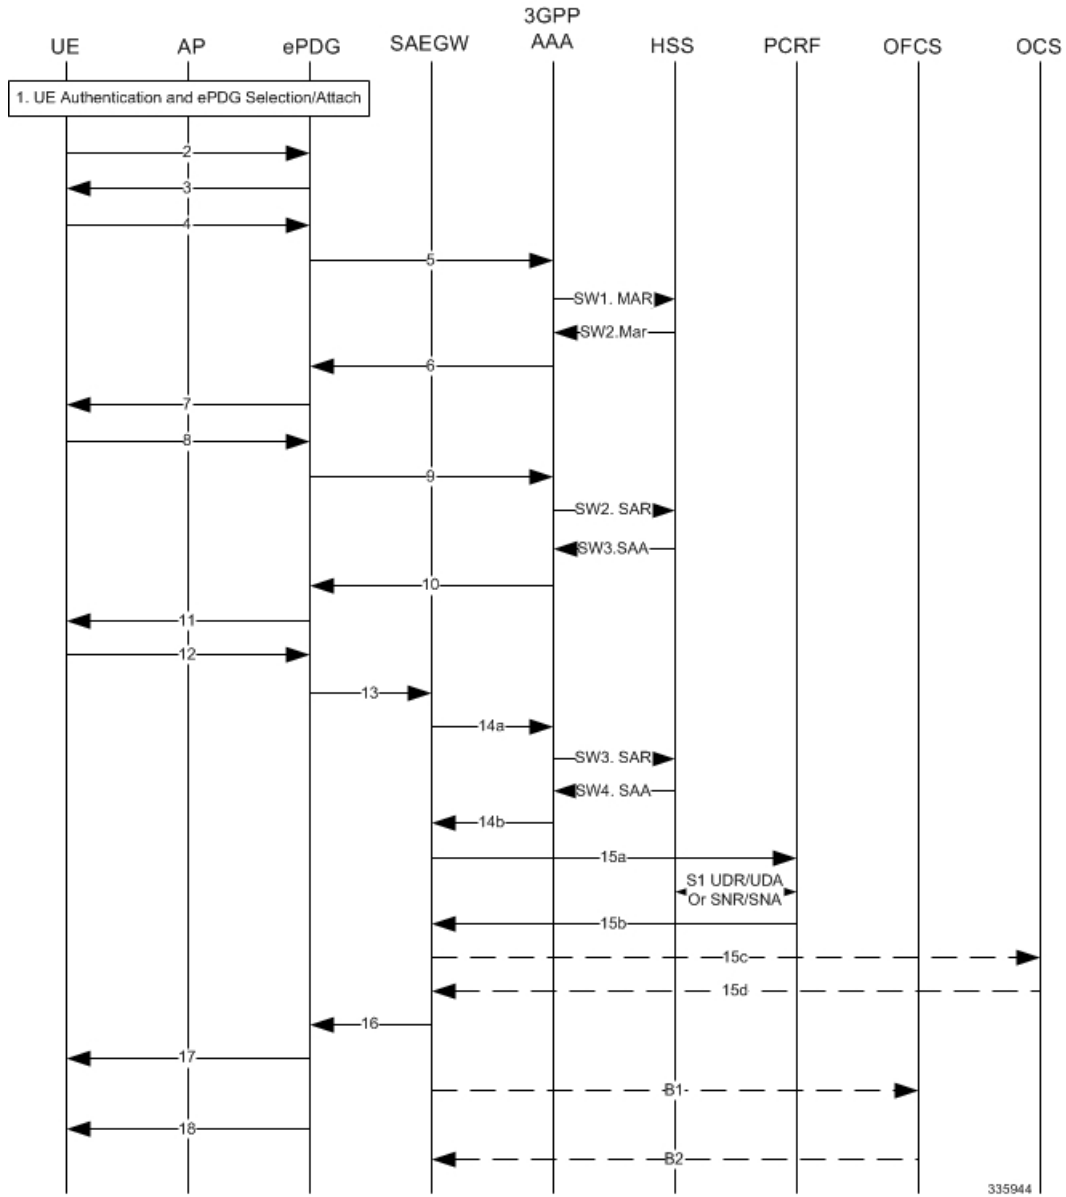 3GPP
UE AP ePDG SAEGW AAA HSS PCRF OFCS OCS
1. UE Authentication and ePDG Selection/Attach
2
3
4
5
SW1. MAR
SW2.Mar
6
7
8
9
SW2. SAR
SW3.SAA
10
11
12
13
14a
SW3. SAR
SW4. SAA
14b
15a
S1 UDR/UDA
Or SNR/SNA
15b
15c
15d
16
17
B1
18
B2
335944